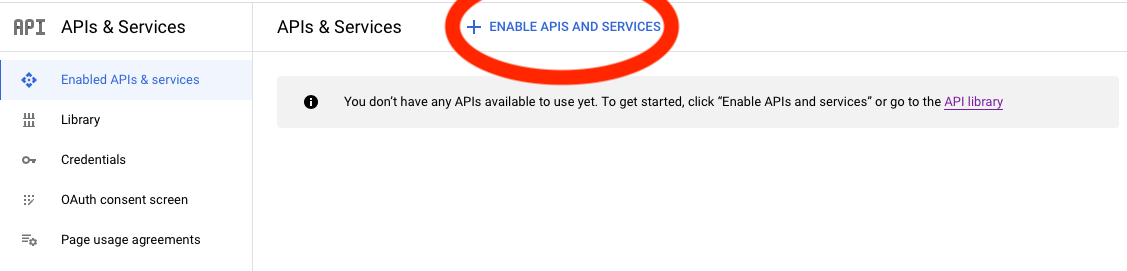 API APIs & Services
Enabled APIs & services
Library
Credentials
OAuth consent screen
Page usage agreements
APIs & Services
ENABLE APIS AND SERVICES
You don’t have any APIs available to use yet. To get started, click “Enable APIs and services” or go to the API library